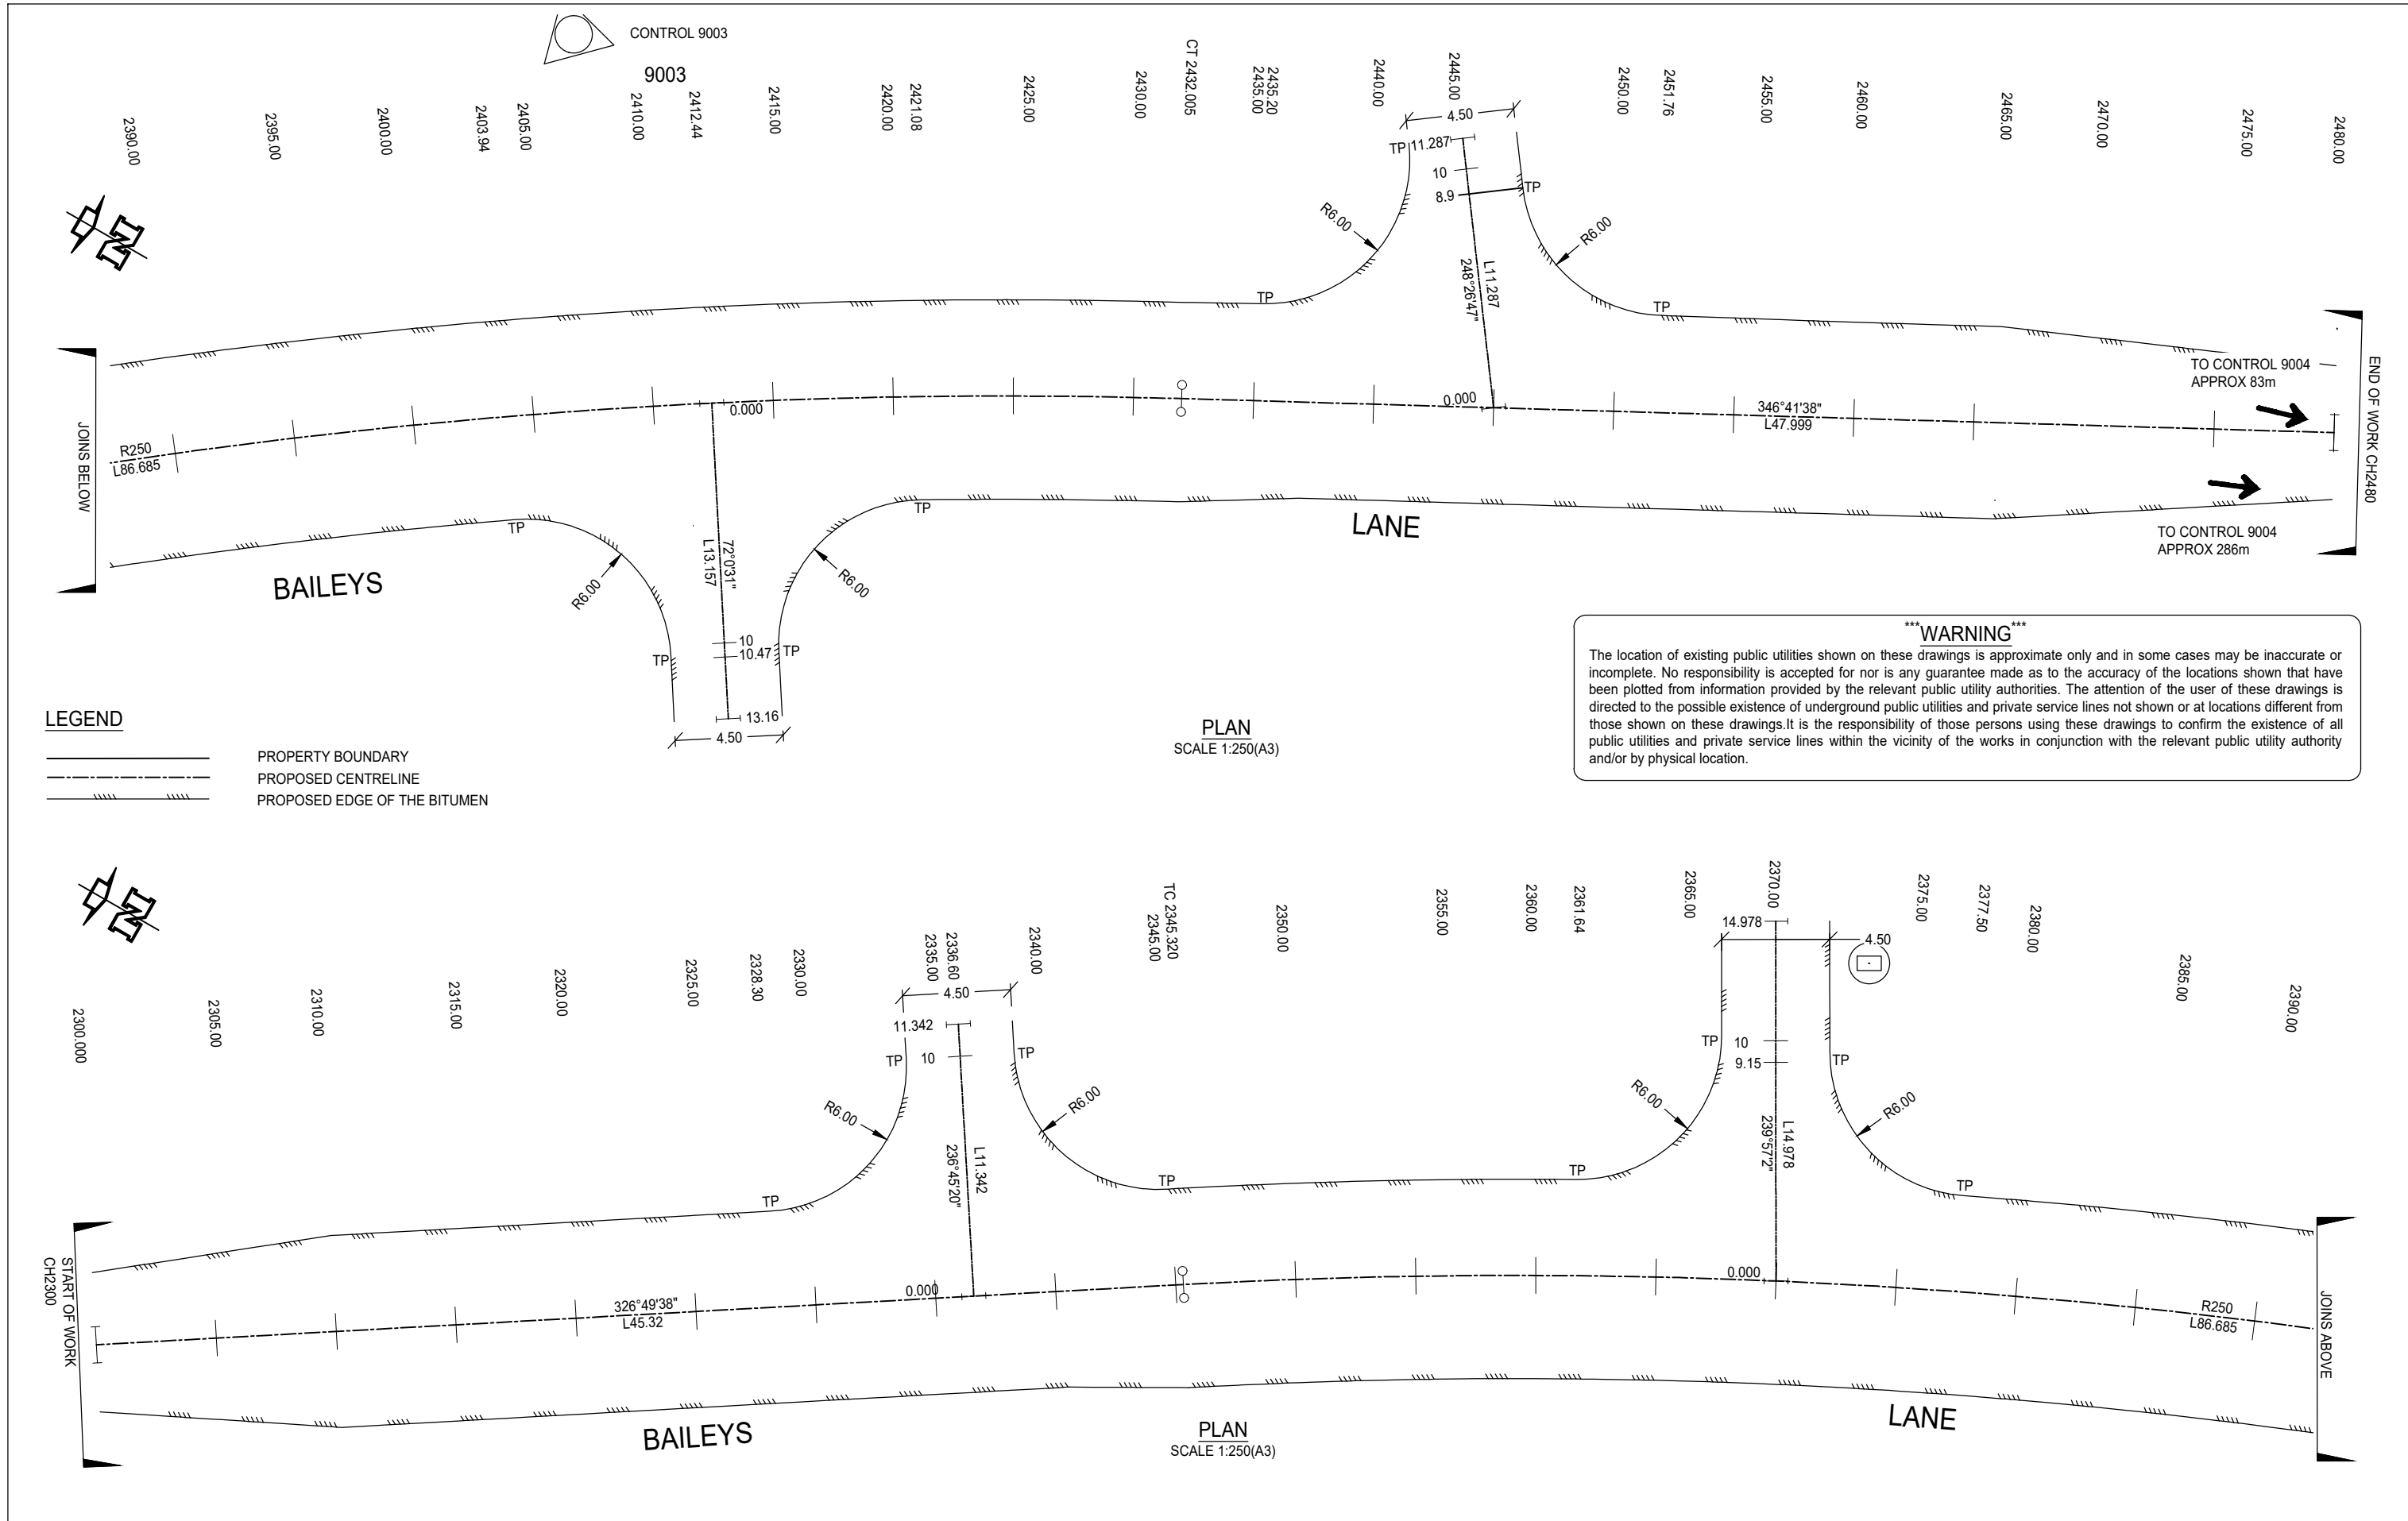 CONTROL 9003
9003
2390.00
2395.00
2400.00
2403.94
2405.00
2410.00
2412.44
2415.00
2420.00
2421.08
2425.00
2430.00
CT 2432.005
2435.00
2435.20
2440.00
2445.00
2450.00
2451.76
2455.00
2460.00
2465.00
2470.00
2475.00
2480.00
4.50
TP 11.287
10
8.9
TP
R6.00
R6.00
L11.287
248°26'47"
TP
TP
N
JOINS BELOW
R250
L86.685
0.000
0.000
346°41'38"
L47.999
TO CONTROL 9004
APPROX 83m
END OF WORK CH2480
TP
TP
LANE
TO CONTROL 9004
APPROX 286m
BAILEYS
72°0'31"
L13.157
R6.00
R6.00
10
10.47
TP
TP
13.16
4.50
***WARNING***
The location of existing public utilities shown on these drawings is approximate only and in some cases may be inaccurate or
incomplete. No responsibility is accepted for nor is any guarantee made as to the accuracy of the locations shown that have
been plotted from information provided by the relevant public utility authorities. The attention of the user of these drawings is
directed to the possible existence of underground public utilities and private service lines not shown or at locations different from
those shown on these drawings.It is the responsibility of those persons using these drawings to confirm the existence of all
public utilities and private service lines within the vicinity of the works in conjunction with the relevant public utility authority
and/or by physical location.
LEGEND
PROPERTY BOUNDARY
PROPOSED CENTRELINE
PROPOSED EDGE OF THE BITUMEN
PLAN
SCALE 1:250(A3)
N
2300.000
2305.00
2310.00
2315.00
2320.00
2325.00
2328.30
2330.00
2335.00
2336.60
2340.00
2345.00
TC 2345.320
2350.00
2355.00
2360.00
2361.64
2365.00
2370.00
2375.00
2377.50
2380.00
2385.00
2390.00
4.50
11.342
10
TP
TP
R6.00
R6.00
L11.342
236°45'20"
14.978
4.50
TP
10
9.15
TP
R6.00
R6.00
L14.978
239°57'2"
TP
TP
TP
TP
START OF WORK
CH2300
326°49'38"
L45.32
0.000
0.000
R250
L86.685
JOINS ABOVE
BAILEYS
LANE
PLAN
SCALE 1:250(A3)